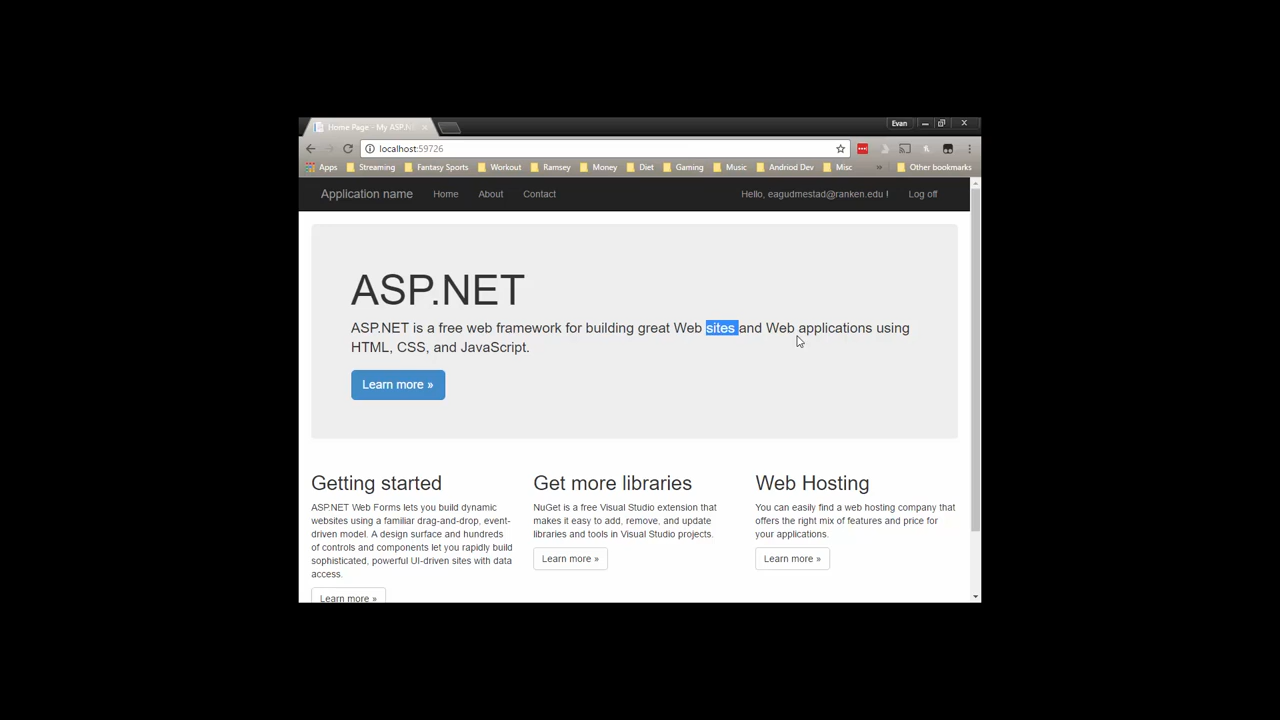 Home Page - My ASP.N
Evan
localhost:59726
Apps Streaming Fantasy Sports Workout Ramsey Money Diet Gaming Music Andriod Dev Misc » Other bookmarks
Application name Home About Contact Hello, eagudmestad@ranken.edu ! Log off
ASP.NET
ASP.NET is a free web framework for building great Web sites and Web applications using
HTML, CSS, and JavaScript.
Learn more »
Getting started
ASP.NET Web Forms lets you build dynamic
websites using a familiar drag-and-drop, event-
driven model. A design surface and hundreds
of controls and components let you rapidly build
sophisticated, powerful UI-driven sites with data
access.
Learn more »
Get more libraries
NuGet is a free Visual Studio extension that
makes it easy to add, remove, and update
libraries and tools in Visual Studio projects.
Learn more »
Web Hosting
You can easily find a web hosting company that
offers the right mix of features and price for
your applications.
Learn more »